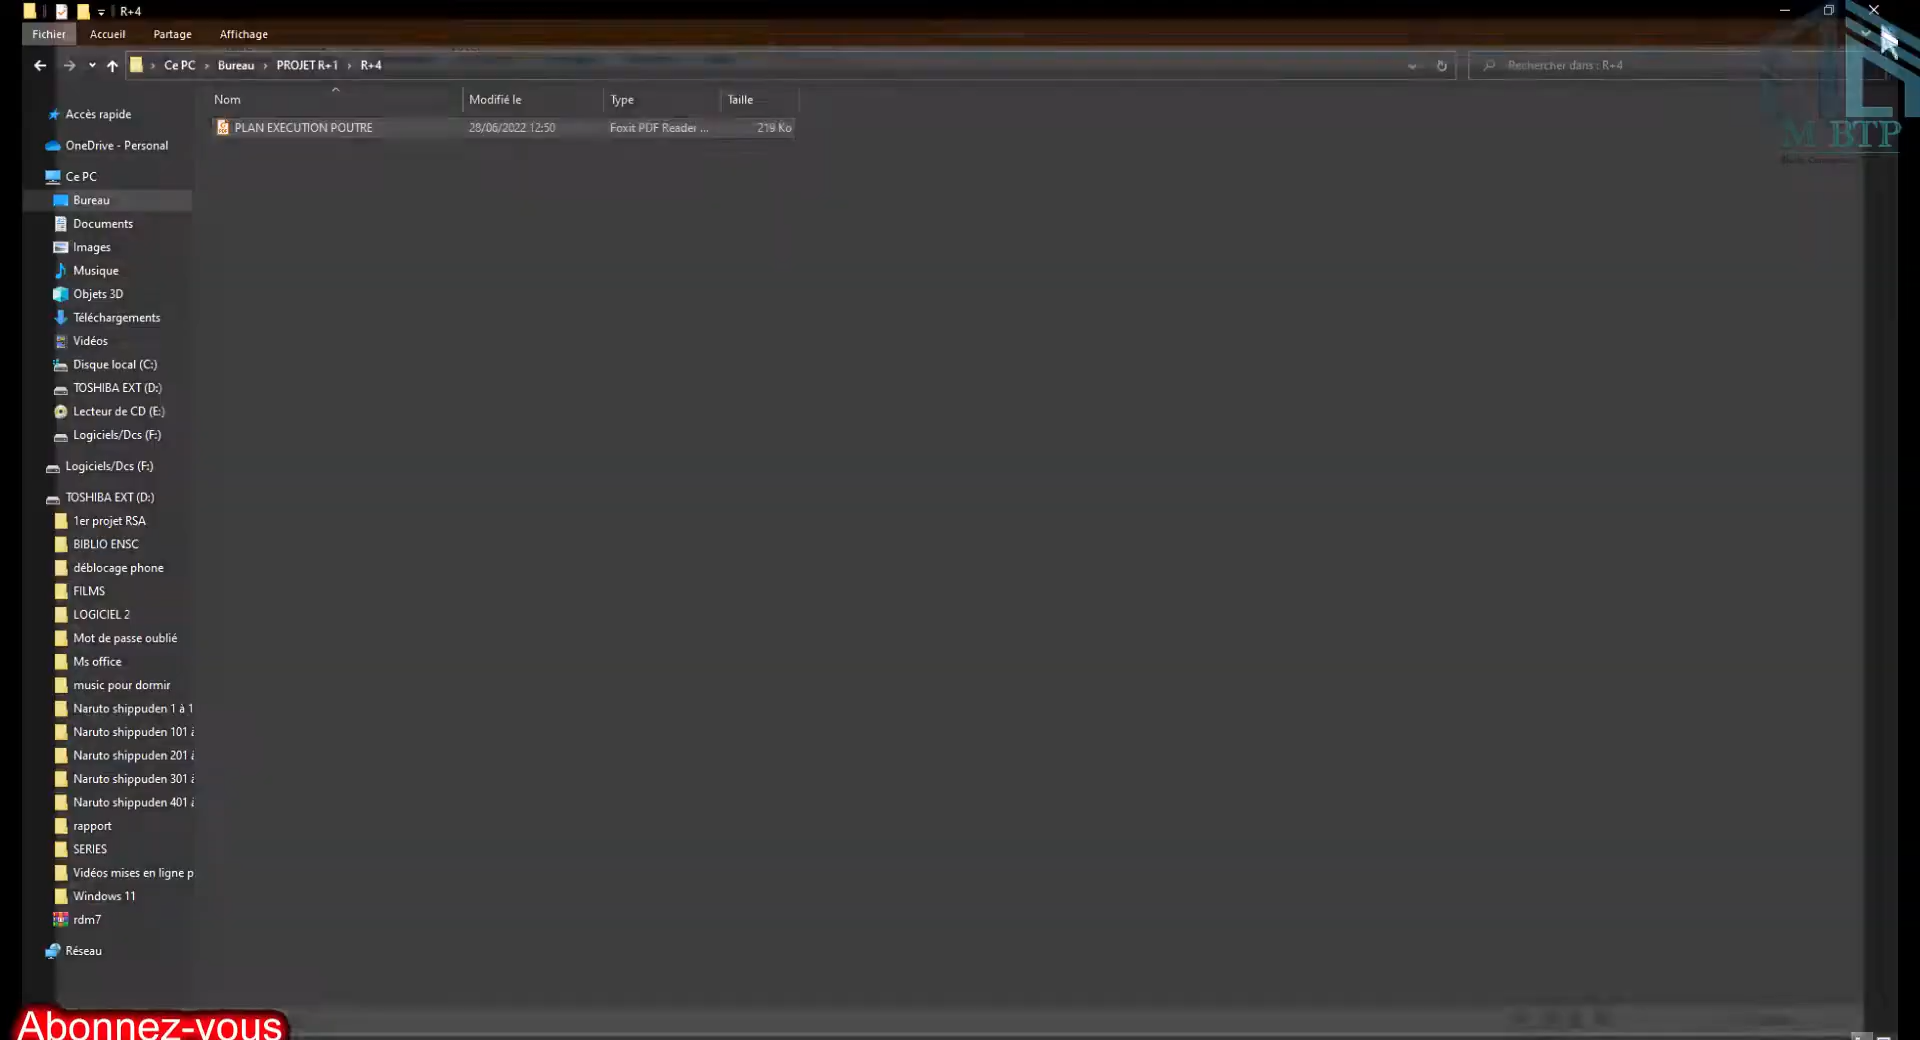 R+4
Fichier Accueil Partage Affichage
Ce PC > Bureau > PROJET R+1 > R+4
Rechercher dans : R+4
Nom Modifié le Type Taille
PLAN EXECUTION POUTRE 28/06/2022 12:50 Foxit PDF Reader ... 219 Ko
M BTP
Accès rapide
OneDrive - Personal
Ce PC
Bureau
Documents
Images
Musique
Objets 3D
Téléchargements
Vidéos
Disque local (C:)
TOSHIBA EXT (D:)
Lecteur de CD (E:)
Logiciels/Dcs (F:)
Logiciels/Dcs (F:)
TOSHIBA EXT (D:)
1er projet RSA
BIBLIO ENSC
déblocage phone
FILMS
LOGICIEL 2
Mot de passe oublié
Ms office
music pour dormir
Naruto shippuden 1 à 1
Naruto shippuden 101 à
Naruto shippuden 201 à
Naruto shippuden 301 à
Naruto shippuden 401 à
rapport
SERIES
Vidéos mises en ligne p
Windows 11
rdm7
Réseau
Abonnez-vous